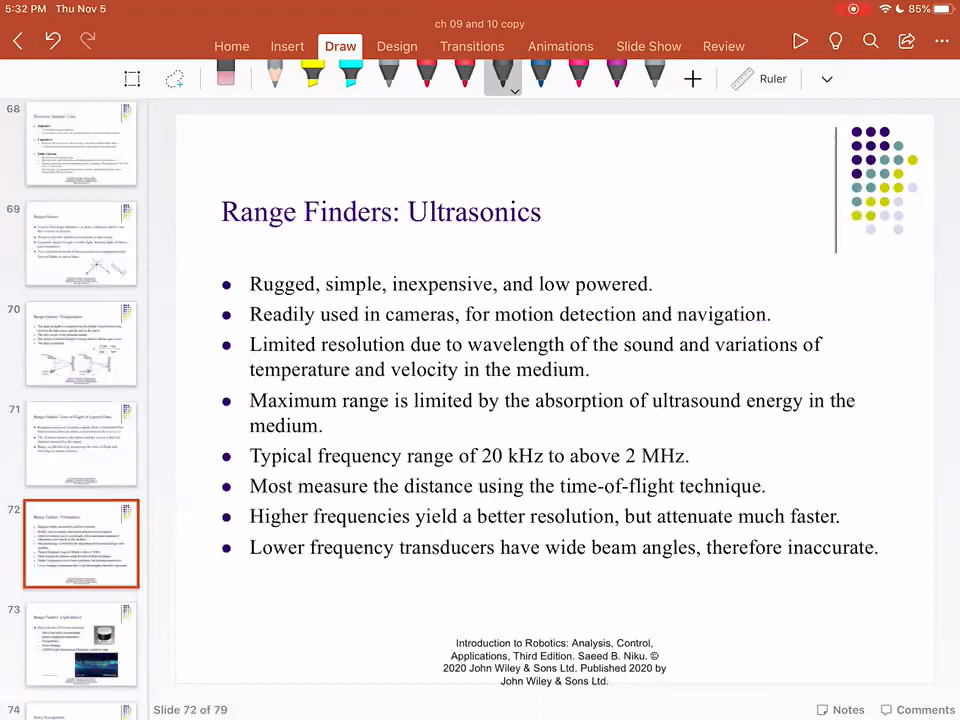 5:32 PM Thu Nov 5
85%
ch 09 and 10 copy
Home Insert Draw Design Transitions Animations Slide Show Review
Ruler
68
69
70
71
72
73
74
Range Finders: Ultrasonics
Rugged, simple, inexpensive, and low powered.
Readily used in cameras, for motion detection and navigation.
Limited resolution due to wavelength of the sound and variations of
temperature and velocity in the medium.
Maximum range is limited by the absorption of ultrasound energy in the
medium.
Typical frequency range of 20 kHz to above 2 MHz.
Most measure the distance using the time-of-flight technique.
Higher frequencies yield a better resolution, but attenuate much faster.
Lower frequency transduces have wide beam angles, therefore inaccurate.
Introduction to Robotics: Analysis, Control,
Applications, Third Edition. Saeed B. Niku. ©
2020 John Wiley & Sons Ltd. Published 2020 by
John Wiley & Sons Ltd.
Slide 72 of 79
Notes
Comments